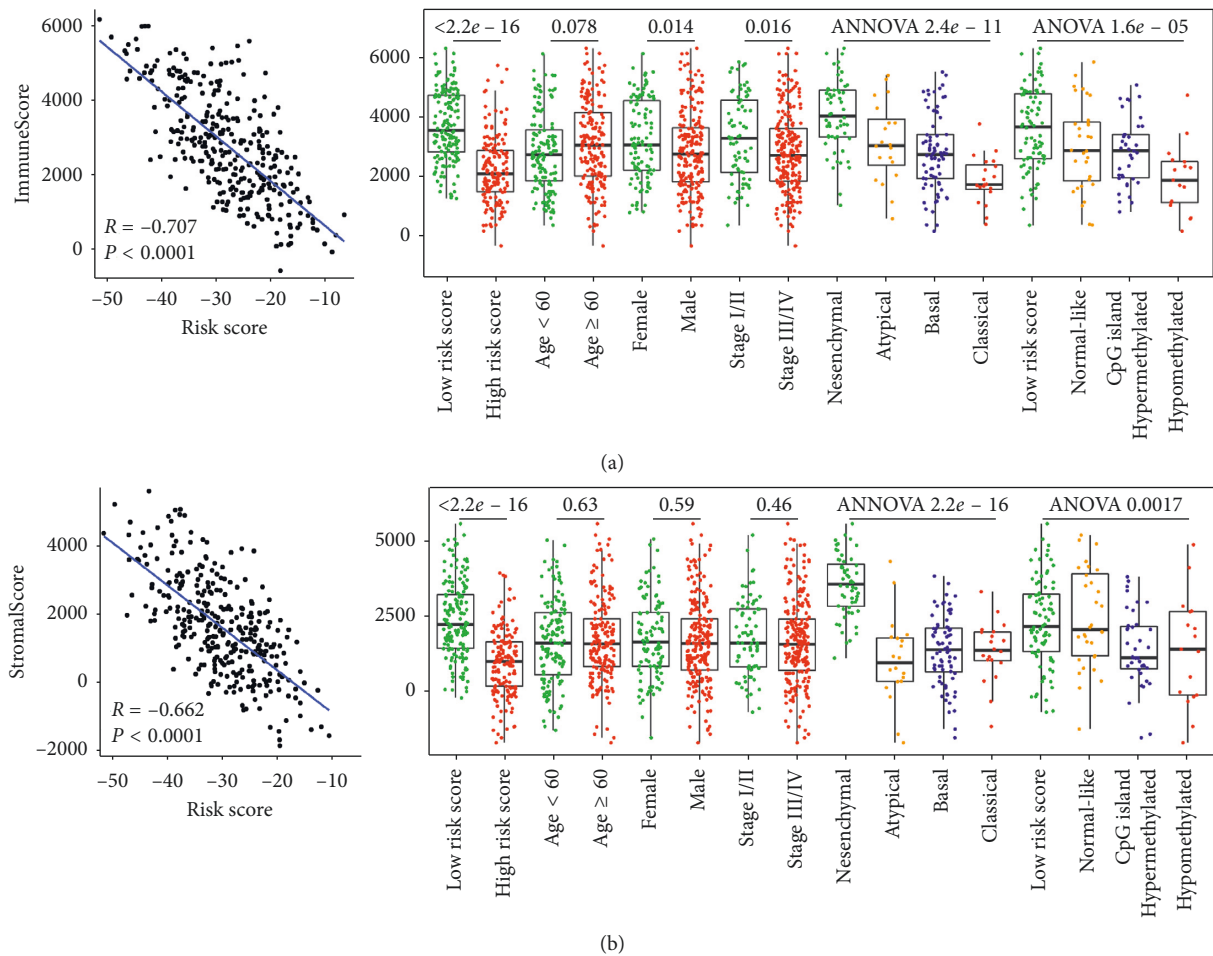 6000
4000
2000
0
ImmuneScore
R = −0.707
P < 0.0001
−50
−40
−30
−20
−10
Risk score
<2.2e − 16
0.078
0.014
0.016
ANNOVA 2.4e − 11
ANOVA 1.6e − 05
6000
4000
2000
0
Low risk score
High risk score
Age < 60
Age ≥ 60
Female
Male
Stage I/II
Stage III/IV
Nesenchymal
Atypical
Basal
Classical
Low risk score
Normal-like
CpG island
Hypermethylated
Hypomethylated
(a)
4000
2000
0
−2000
StromalScore
R = −0.662
P < 0.0001
−50
−40
−30
−20
−10
Risk score
<2.2e − 16
0.63
0.59
0.46
ANNOVA 2.2e − 16
ANOVA 0.0017
5000
2500
0
Low risk score
High risk score
Age < 60
Age ≥ 60
Female
Male
Stage I/II
Stage III/IV
Nesenchymal
Atypical
Basal
Classical
Low risk score
Normal-like
CpG island
Hypermethylated
Hypomethylated
(b)